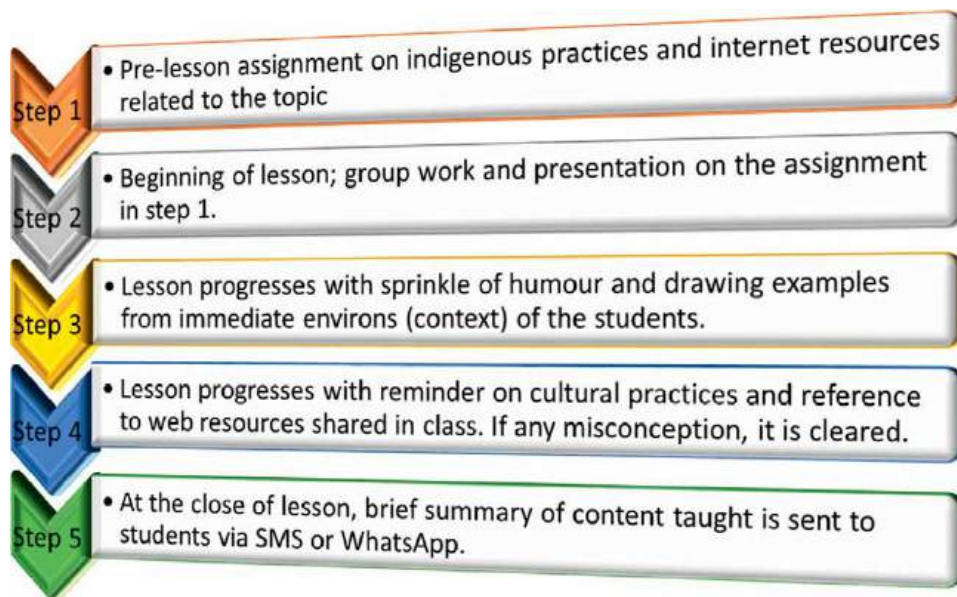 Step 1
• Pre-lesson assignment on indigenous practices and internet resources
related to the topic
Step 2
• Beginning of lesson; group work and presentation on the assignment
in step 1.
Step 3
• Lesson progresses with sprinkle of humour and drawing examples
from immediate environs (context) of the students.
Step 4
• Lesson progresses with reminder on cultural practices and reference
to web resources shared in class. If any misconception, it is cleared.
Step 5
• At the close of lesson, brief summary of content taught is sent to
students via SMS or WhatsApp.